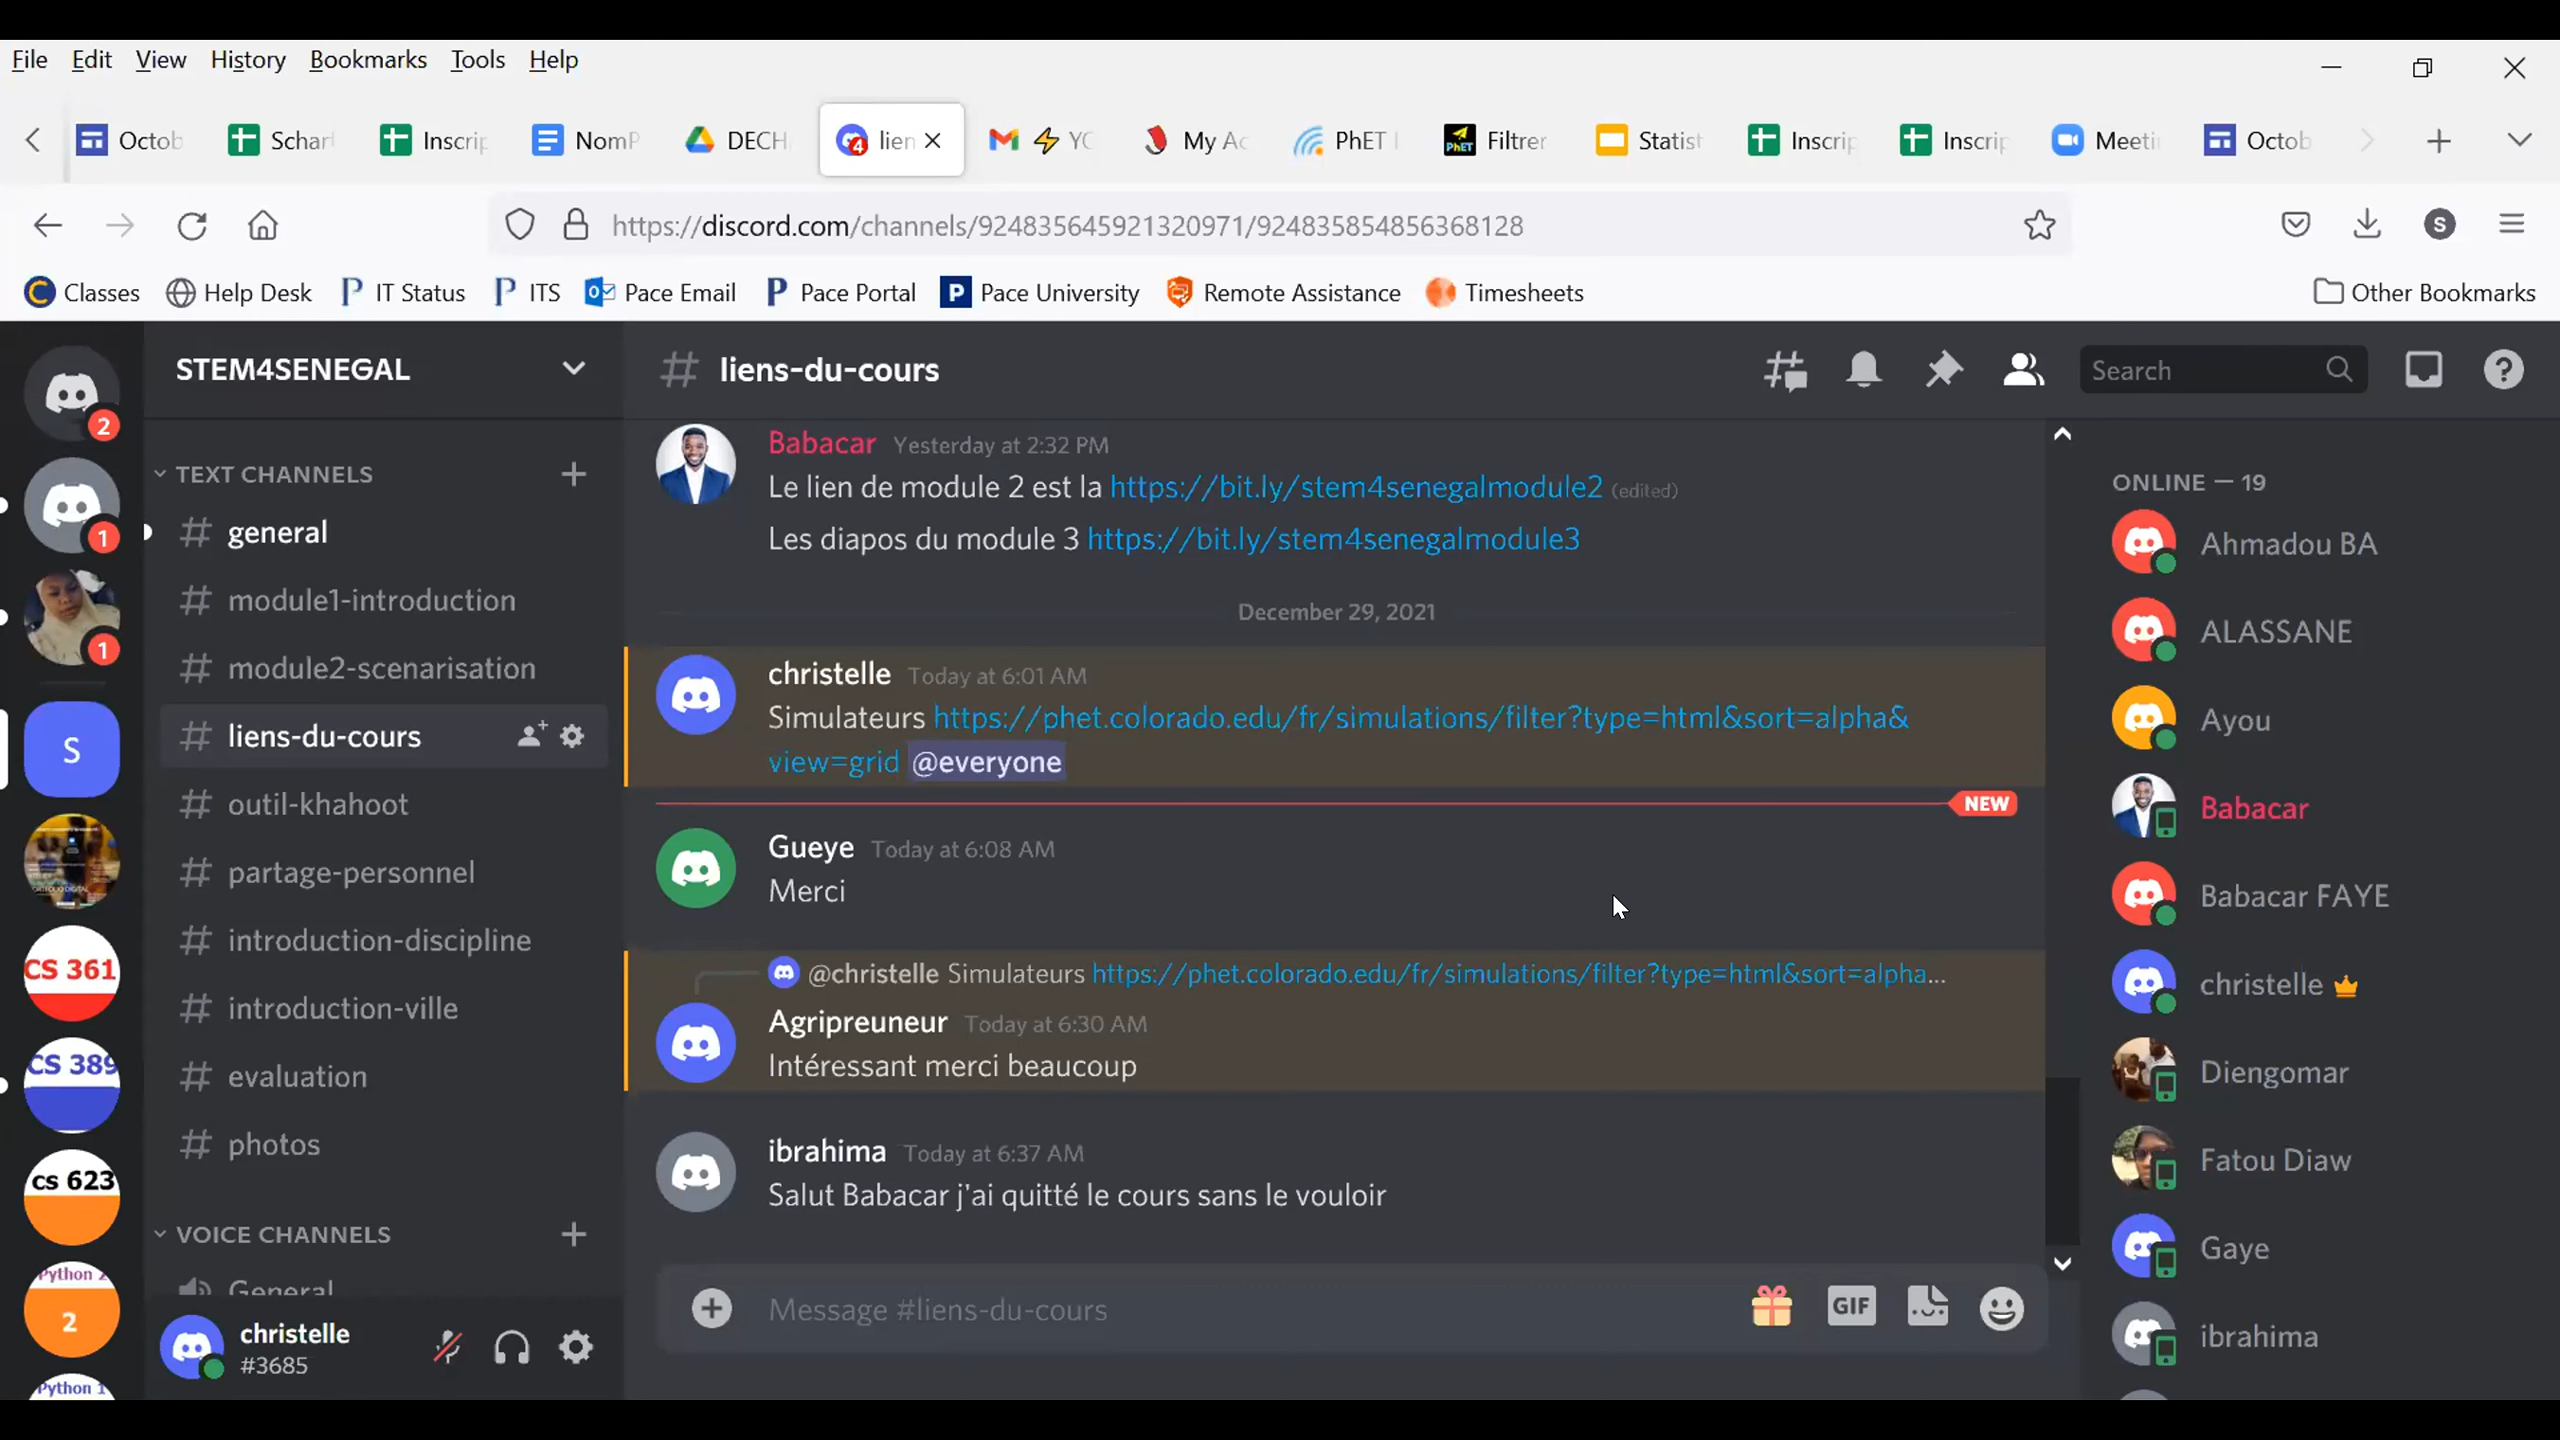 File Edit View History Bookmarks Tools Help
Octob Schar Inscrip NomP DECH 4 lien YC My Ac PhET I Filtrer Statist Inscrip Inscrip Meeti Octob
https://discord.com/channels/924835645921320971/924835854856368128
S
Classes Help Desk IT Status ITS Pace Email Pace Portal Pace University Remote Assistance Timesheets Other Bookmarks
2
1
1
S
CS 361
CS 389
cs 623
Python 2
2
Python 1
STEM4SENEGAL
TEXT CHANNELS
general
module1-introduction
module2-scenarisation
liens-du-cours
outil-khahoot
partage-personnel
introduction-discipline
introduction-ville
evaluation
photos
VOICE CHANNELS
General
christelle
#3685
liens-du-cours
Search
Babacar Yesterday at 2:32 PM
Le lien de module 2 est la https://bit.ly/stem4senegalmodule2 (edited)
Les diapos du module 3 https://bit.ly/stem4senegalmodule3
December 29, 2021
christelle Today at 6:01 AM
Simulateurs https://phet.colorado.edu/fr/simulations/filter?type=html&sort=alpha&
view=grid @everyone
NEW
Gueye Today at 6:08 AM
Merci
@christelle Simulateurs https://phet.colorado.edu/fr/simulations/filter?type=html&sort=alpha...
Agripreuneur Today at 6:30 AM
Intéressant merci beaucoup
ibrahima Today at 6:37 AM
Salut Babacar j'ai quitté le cours sans le vouloir
Message #liens-du-cours
GIF
ONLINE — 19
Ahmadou BA
ALASSANE
Ayou
Babacar
Babacar FAYE
christelle
Diengomar
Fatou Diaw
Gaye
ibrahima